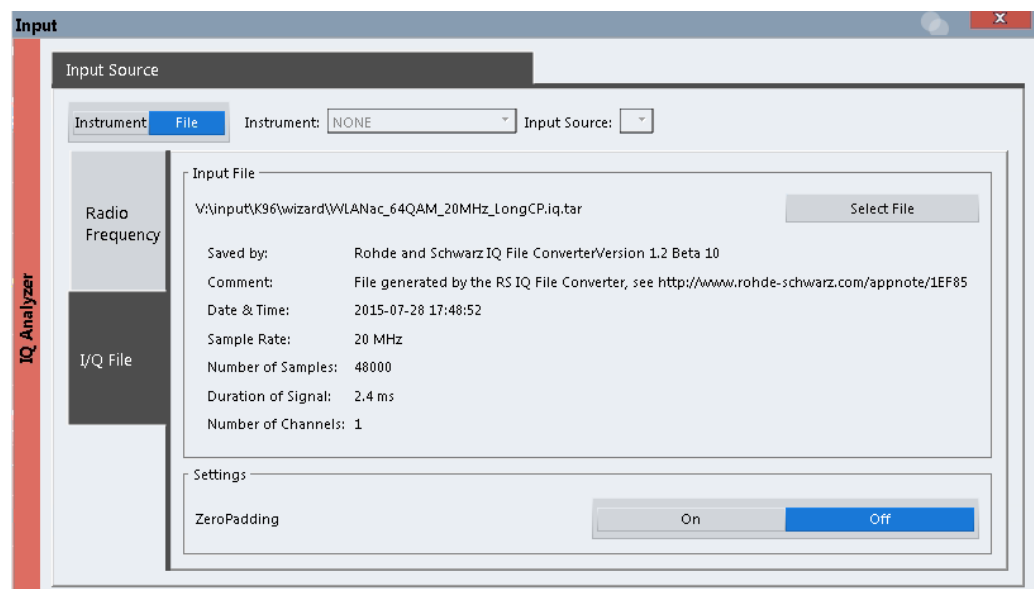 Input
x
Input Source
Instrument File Instrument: NONE Input Source:
Radio
Frequency
I/Q File
IQ Analyzer
Input File
V:\input\K96\wizard\WLANac_64QAM_20MHz_LongCP.iq.tar Select File
Saved by: Rohde and Schwarz IQ File ConverterVersion 1.2 Beta 10
Comment: File generated by the RS IQ File Converter, see http://www.rohde-schwarz.com/appnote/1EF85
Date & Time: 2015-07-28 17:48:52
Sample Rate: 20 MHz
Number of Samples: 48000
Duration of Signal: 2.4 ms
Number of Channels: 1
Settings
ZeroPadding On Off